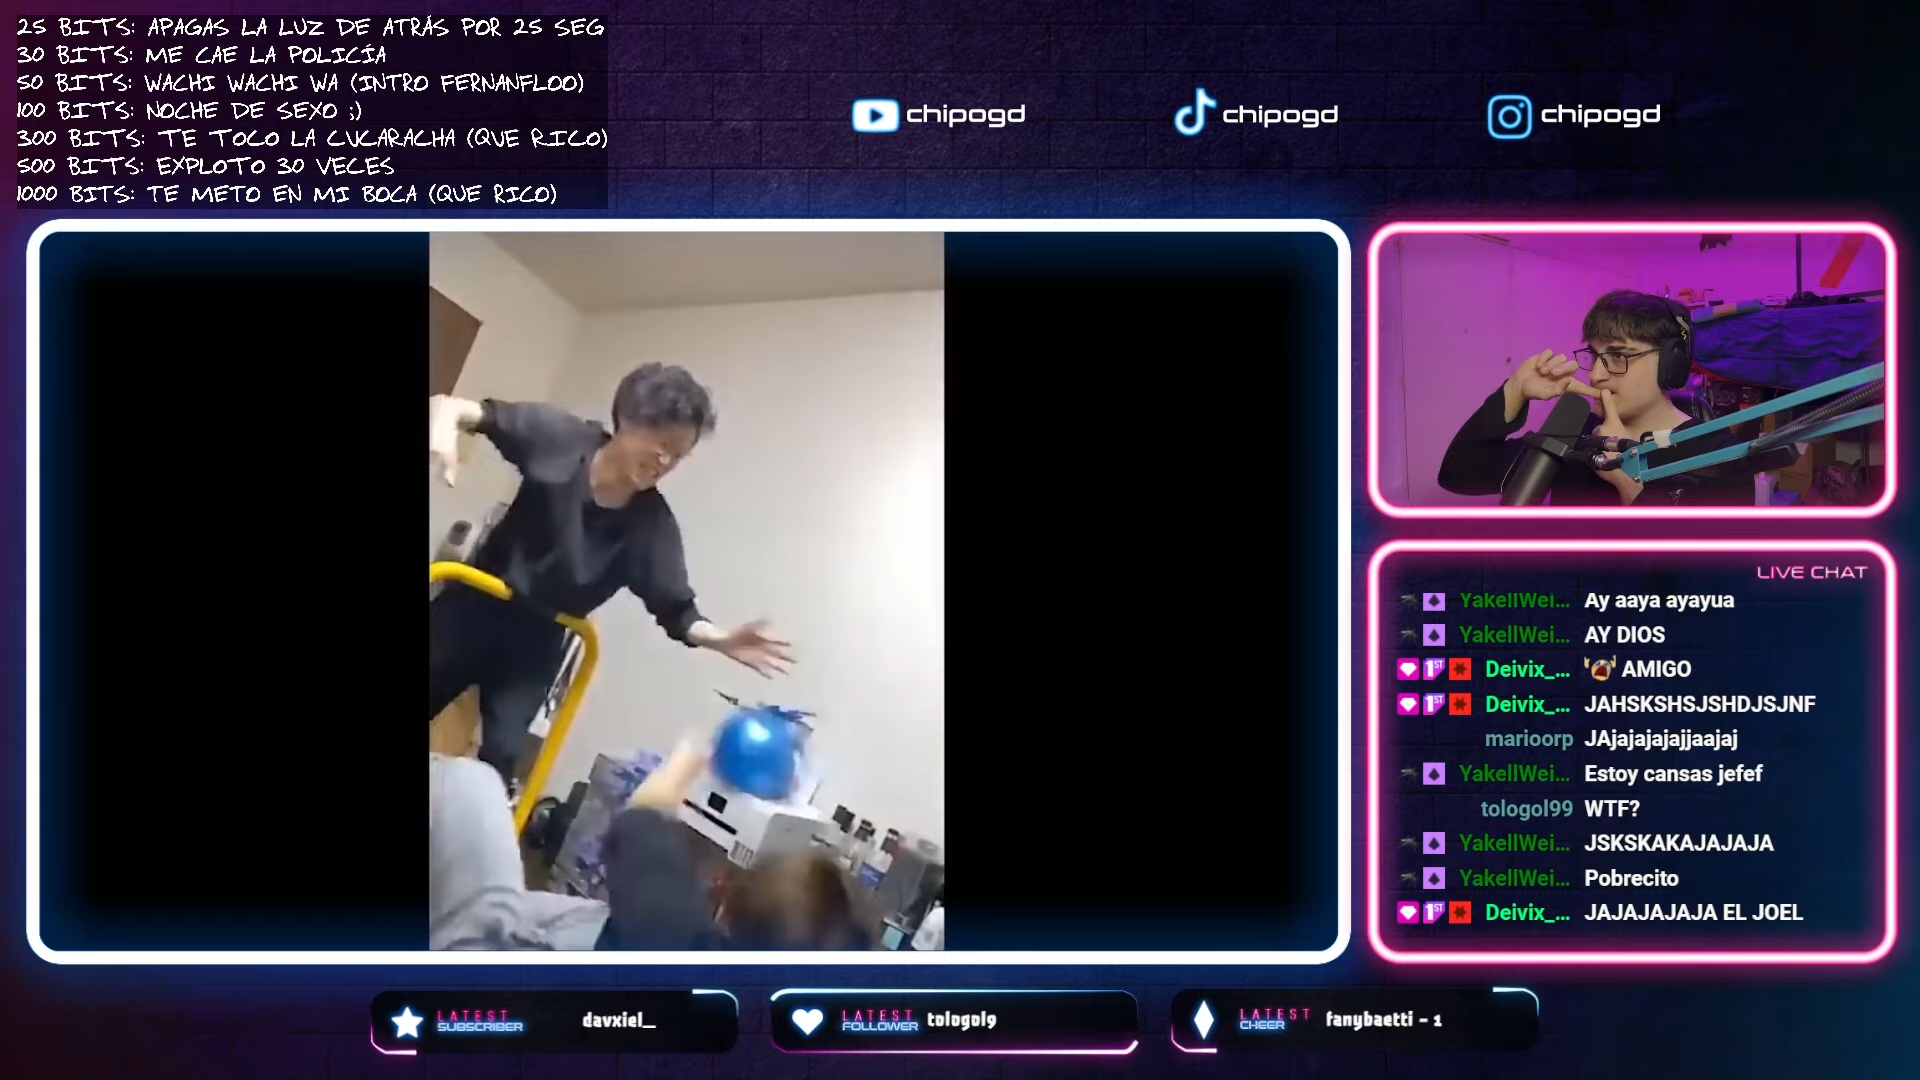 25 BITS: APAGAS LA LUZ DE ATRÁS POR 25 SEG
30 BITS: ME CAE LA POLICÍA
50 BITS: WACHI WACHI WA (INTRO FERNANFLOO)
100 BITS: NOCHE DE SEXO ;)
300 BITS: TE TOCO LA CUCARACHA (QUE RICO)
500 BITS: EXPLOTO 30 VECES
1000 BITS: TE METO EN MI BOCA (QUE RICO)
chipogd chipogd chipogd
LIVE CHAT
YakellWei... Ay aaya ayayua
YakellWei... AY DIOS
1ST Deivix_... AMIGO
1ST Deivix_... JAHSKSHSJSHDJSJNF
marioorp JAjajajajajjaajaj
YakellWei... Estoy cansas jefef
tologol99 WTF?
YakellWei... JSKSKAKAJAJAJA
YakellWei... Pobrecito
1ST Deivix_... JAJAJAJAJA EL JOEL
LATEST SUBSCRIBER davxiel_
LATEST FOLLOWER tologol9
LATEST CHEER fanybaetti - 1